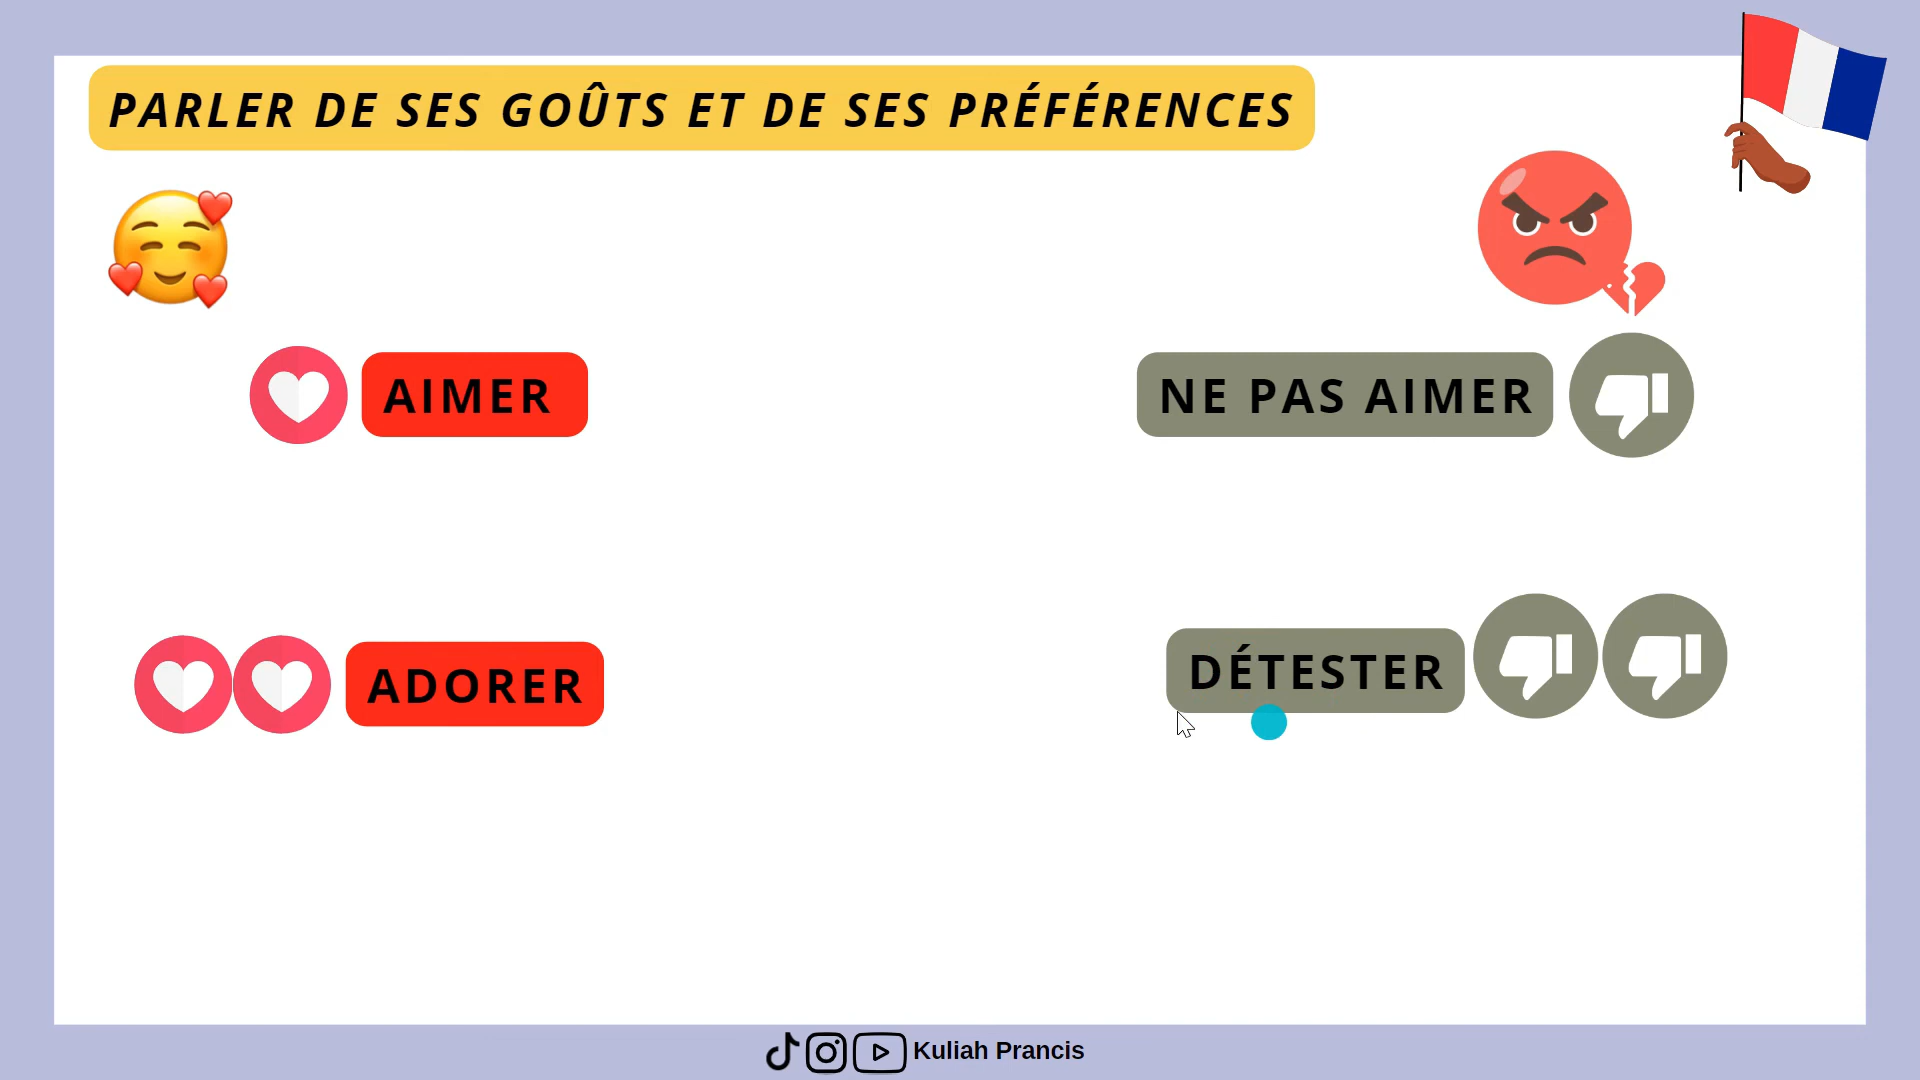 PARLER DE SES GOÛTS ET DE SES PRÉFÉRENCES
AIMER
NE PAS AIMER
ADORER
DÉTESTER
Kuliah Prancis